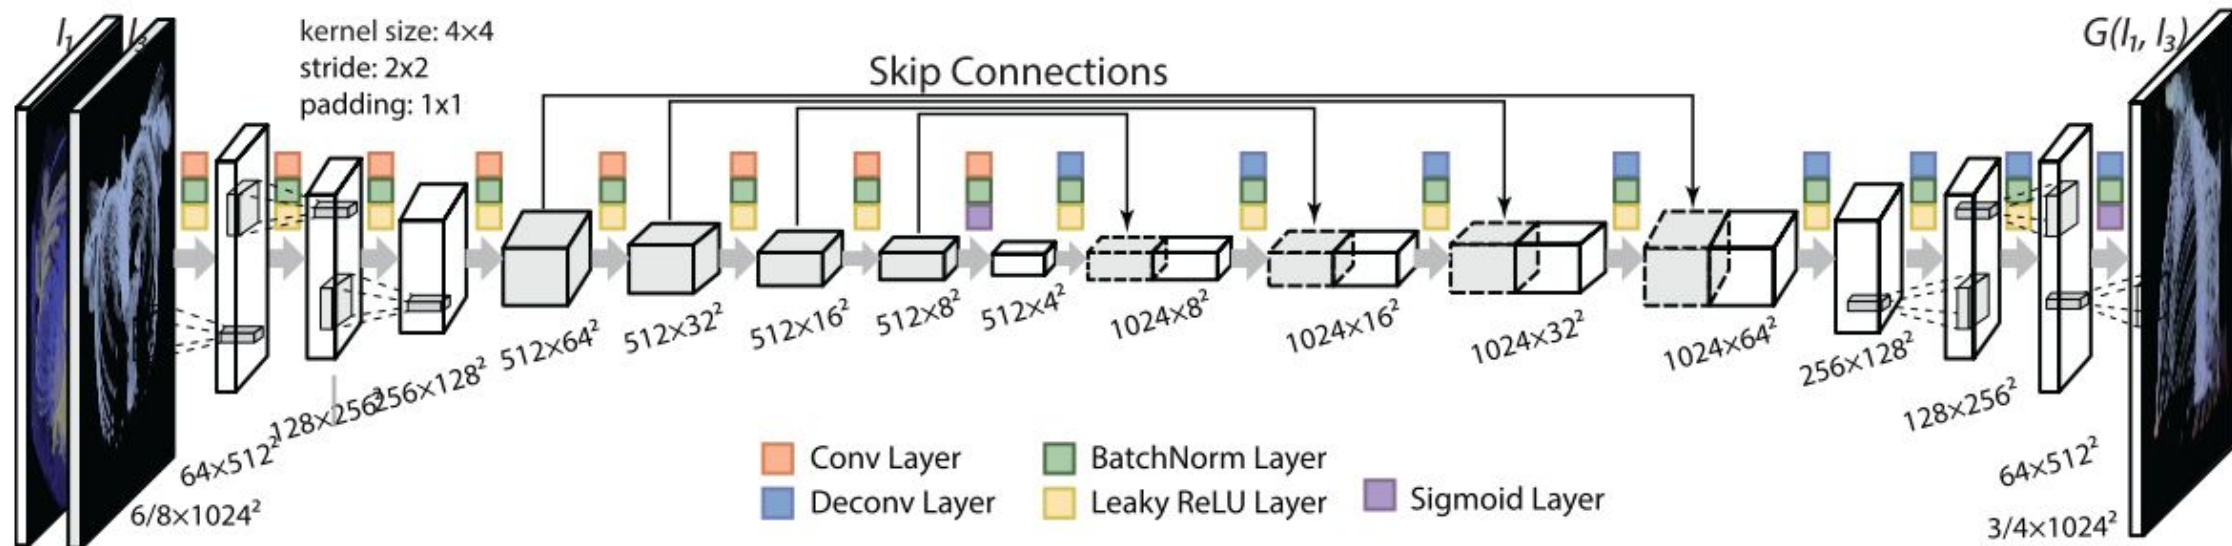 I₁
I₃
kernel size: 4×4
stride: 2x2
padding: 1x1
Skip Connections
G(I₁, I₃)
6/8×1024²
64×512²
128×256²
256×128²
512×64²
512×32²
512×16²
512×8²
512×4²
1024×8²
1024×16²
1024×32²
1024×64²
256×128²
128×256²
64×512²
3/4×1024²
Conv Layer
BatchNorm Layer
Deconv Layer
Leaky ReLU Layer
Sigmoid Layer